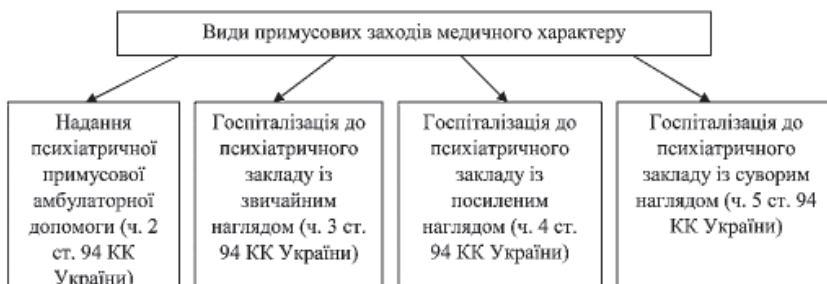 Види примусових заходів медичного характеру
Надання
психіатричної
примусової
амбулаторної
допомоги (ч. 2
ст. 94 КК
України)
Госпіталізація до
психіатричного
закладу із
звичайним
наглядом (ч. 3 ст.
94 КК України)
Госпіталізація до
психіатричного
закладу із
посиленим
наглядом (ч. 4 ст.
94 КК України)
Госпіталізація до
психіатричного
закладу із суворим
наглядом (ч. 5 ст. 94
КК України)